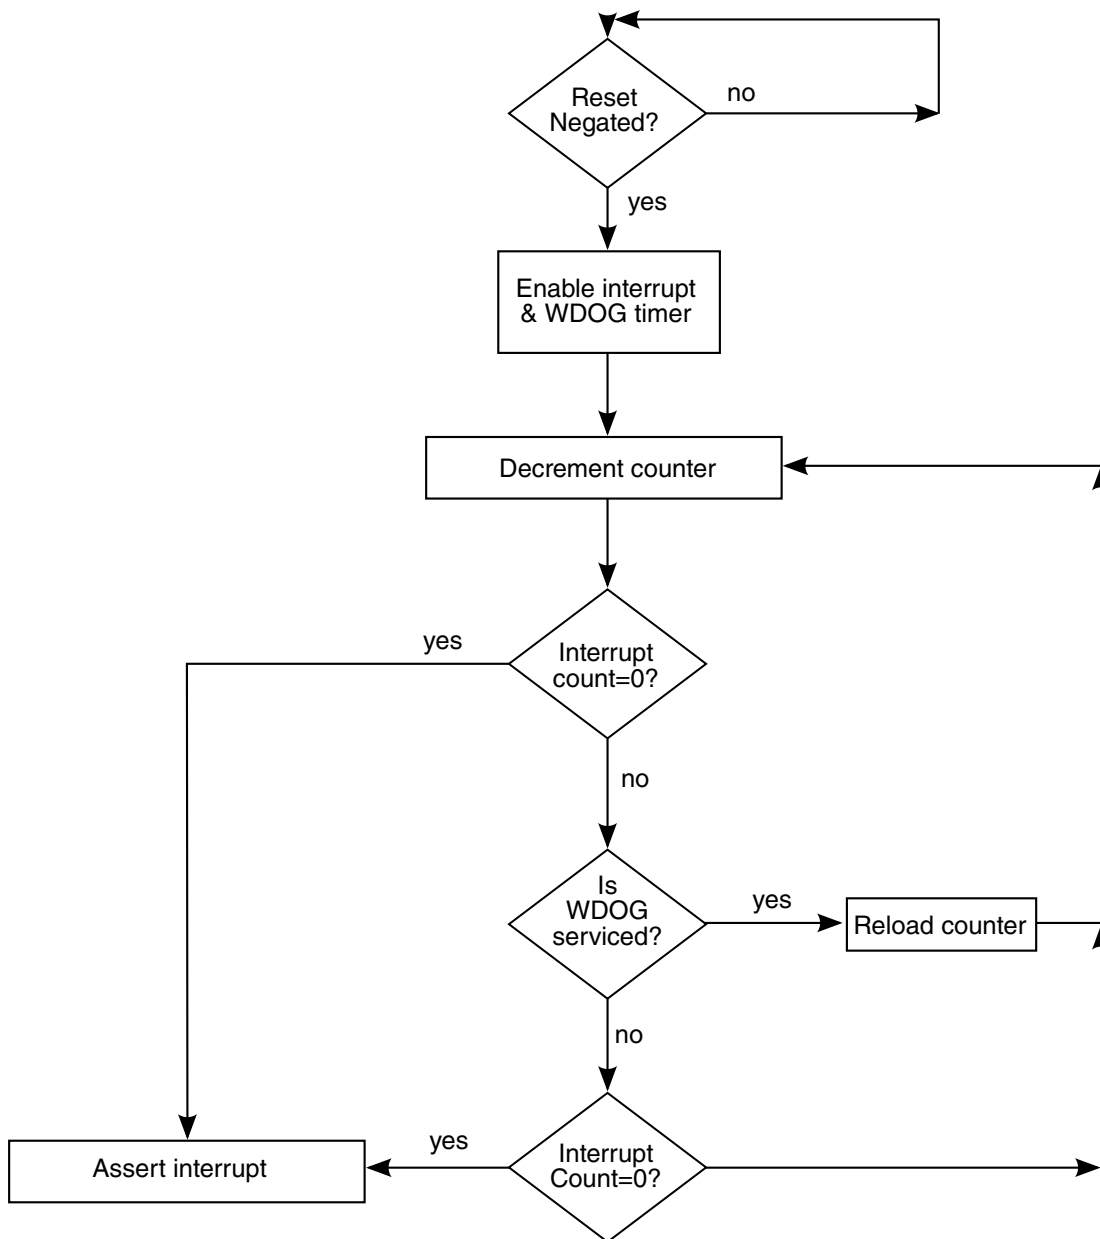 Reset
Negated?
no
yes
Enable interrupt
& WDOG timer
Decrement counter
yes
Interrupt
count=0?
no
Is
WDOG
serviced?
yes
Reload counter
no
yes
Assert interrupt
Interrupt
Count=0?